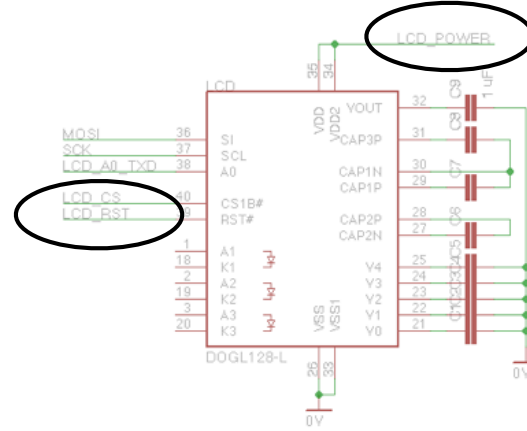 LCD_POWER
35
34
LCD
VDD
VDD2
C9
1 uF
YOUT
32
C8
MOSI
36
SI
CAP3P
31
SCK
37
SCL
LCD_A0_TXD
38
A0
CAP1N
30
CAP1P
29
C7
LCD_CS
40
CS1B#
LCD_RST
9
RST#
CAP2P
28
C6
CAP2N
27
1
A1
C5
18
K1
V4
25
2
A2
V3
24
19
K2
V2
23
3
A3
V1
22
20
K3
V0
21
VSS
VSS1
DOGL128-L
26
33
0V
0V